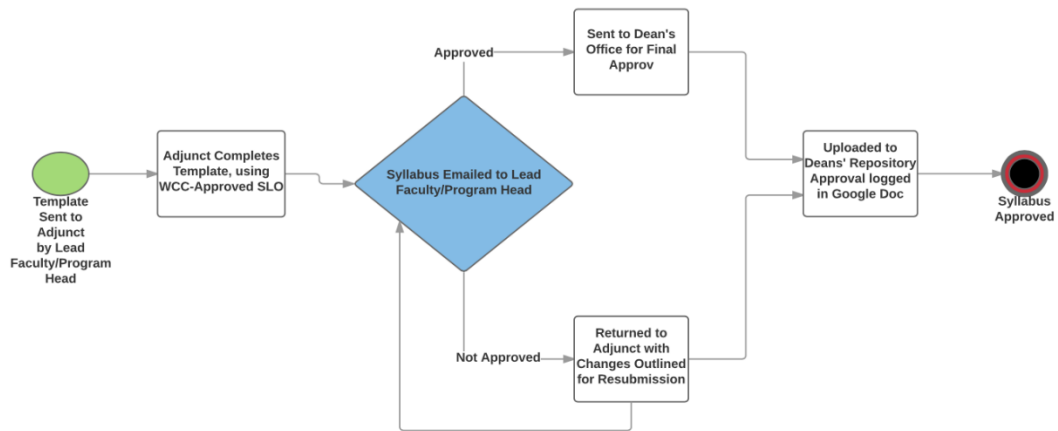 Template
Sent to
Adjunct
by Lead
Faculty/Program
Head
Adjunct Completes
Template, using
WCC-Approved SLO
Syllabus Emailed to Lead
Faculty/Program Head
Approved
Sent to Dean's
Office for Final
Approv
Not Approved
Returned to
Adjunct with
Changes Outlined
for Resubmission
Uploaded to
Deans' Repository
Approval logged
in Google Doc
Syllabus
Approved